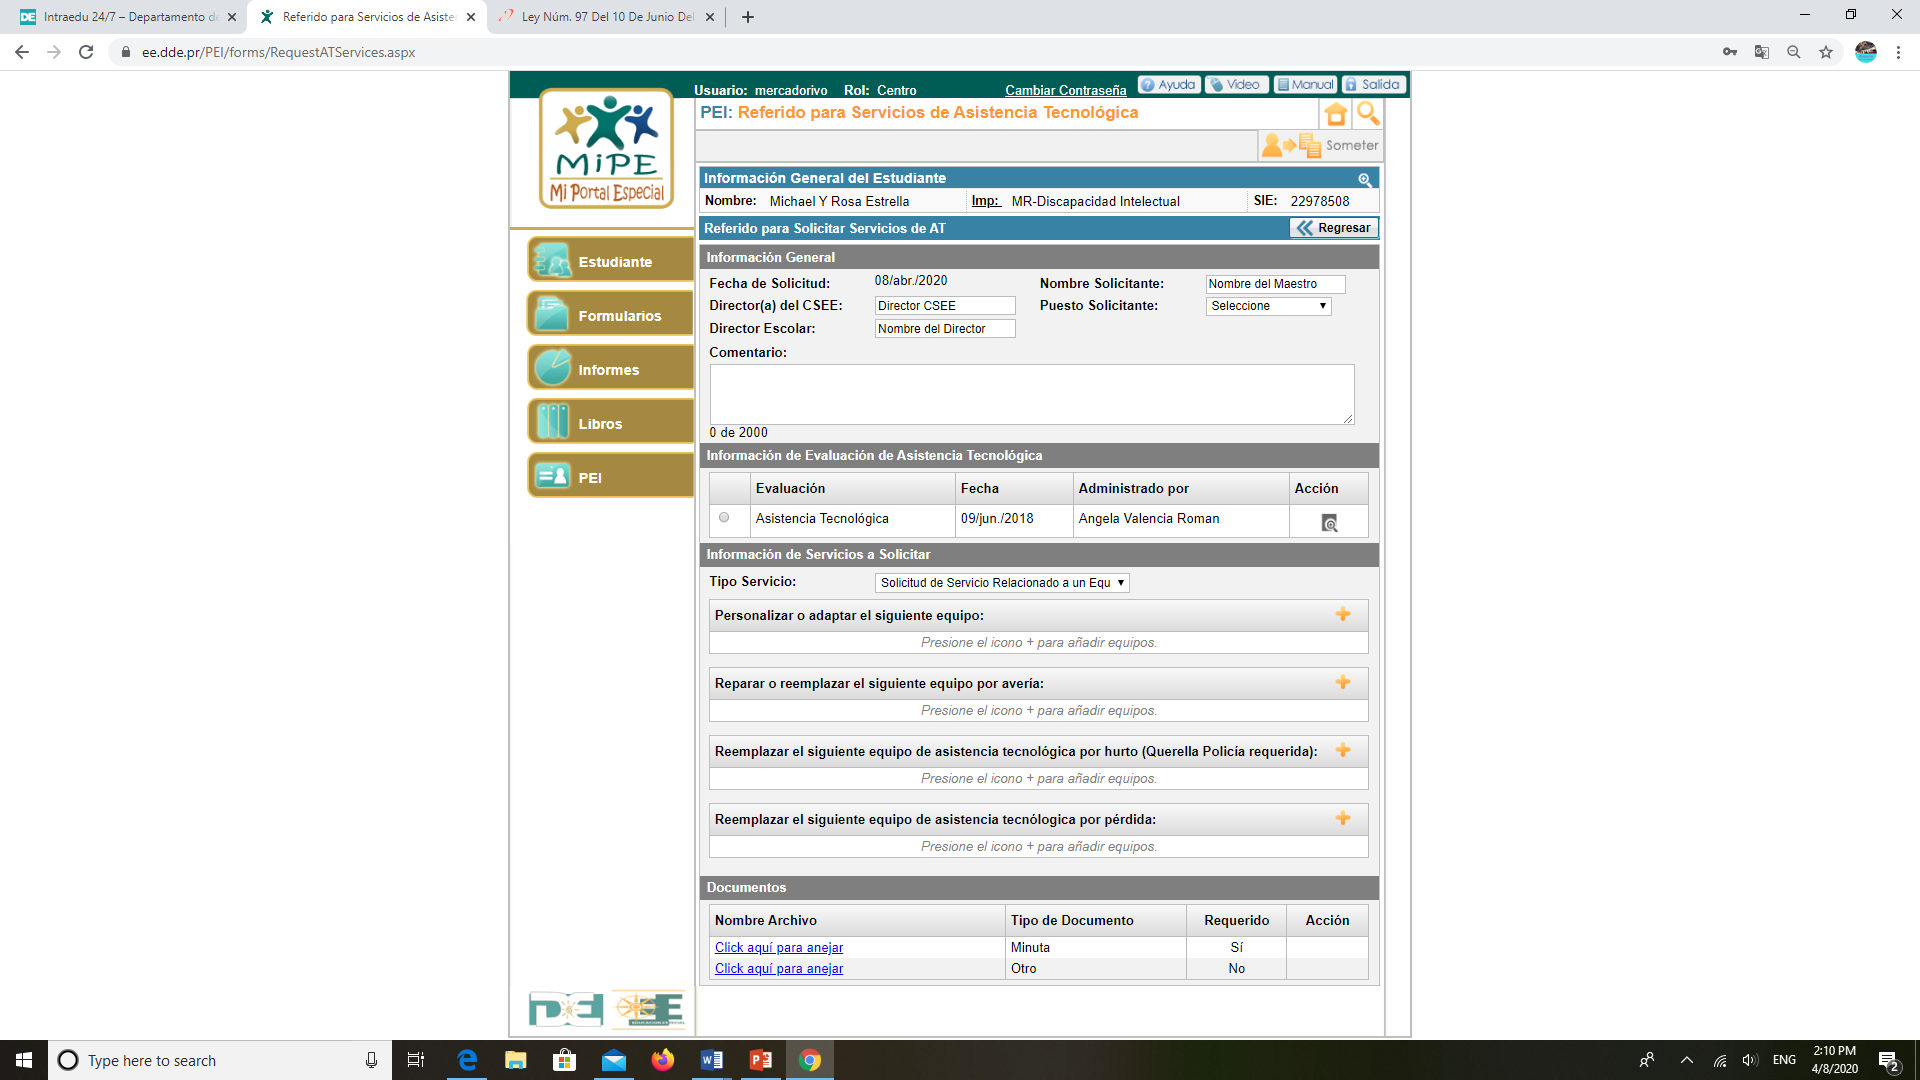 Intraedu 24/7 – Departamento d
Referido para Servicios de Asiste
Ley Núm. 97 Del 10 De Junio Del
ee.dde.pr/PEI/forms/RequestATServices.aspx
Usuario: mercadorivo Rol: Centro Cambiar Contraseña Ayuda Video Manual Salida
PEI: Referido para Servicios de Asistencia Tecnológica
Someter
MiPE
Mi Portal Especial
Estudiante
Formularios
Informes
Libros
PEI
Información General del Estudiante
Nombre: Michael Y Rosa Estrella Imp: MR-Discapacidad Intelectual SIE: 22978508
Referido para Solicitar Servicios de AT Regresar
Información General
Fecha de Solicitud: 08/abr./2020 Nombre Solicitante: Nombre del Maestro
Director(a) del CSEE: Director CSEE Puesto Solicitante: Seleccione
Director Escolar: Nombre del Director
Comentario:
0 de 2000
Información de Evaluación de Asistencia Tecnológica
Evaluación Fecha Administrado por Acción
Asistencia Tecnológica 09/jun./2018 Angela Valencia Roman
Información de Servicios a Solicitar
Tipo Servicio: Solicitud de Servicio Relacionado a un Equ
Personalizar o adaptar el siguiente equipo:
Presione el icono + para añadir equipos.
Reparar o reemplazar el siguiente equipo por avería:
Presione el icono + para añadir equipos.
Reemplazar el siguiente equipo de asistencia tecnológica por hurto (Querella Policía requerida):
Presione el icono + para añadir equipos.
Reemplazar el siguiente equipo de asistencia tecnólogica por pérdida:
Presione el icono + para añadir equipos.
Documentos
Nombre Archivo Tipo de Documento Requerido Acción
Click aquí para anejar Minuta Sí
Click aquí para anejar Otro No
DE EE
Type here to search
ENG
2:10 PM
4/8/2020
2